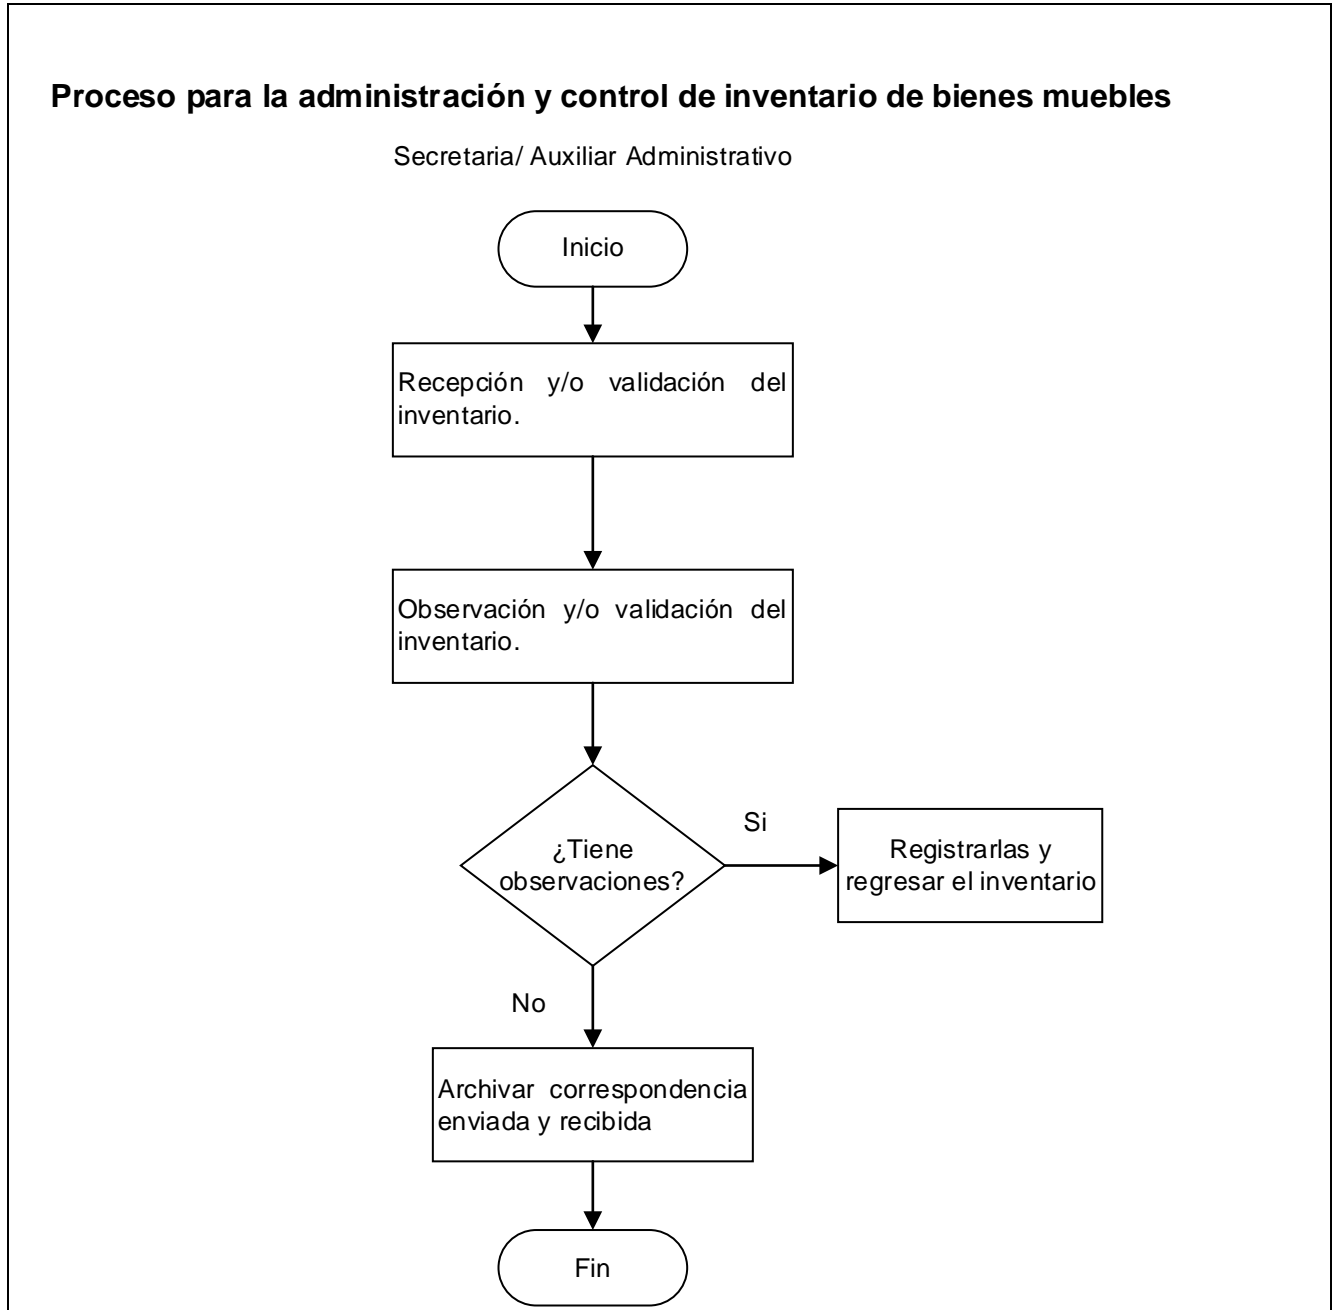 Proceso para la administración y control de inventario de bienes muebles
Secretaria/ Auxiliar Administrativo
Inicio
Recepción y/o validación del
inventario.
Observación y/o validación del
inventario.
¿Tiene
observaciones?
Si
Registrarlas y
regresar el inventario
No
Archivar correspondencia
enviada y recibida
Fin